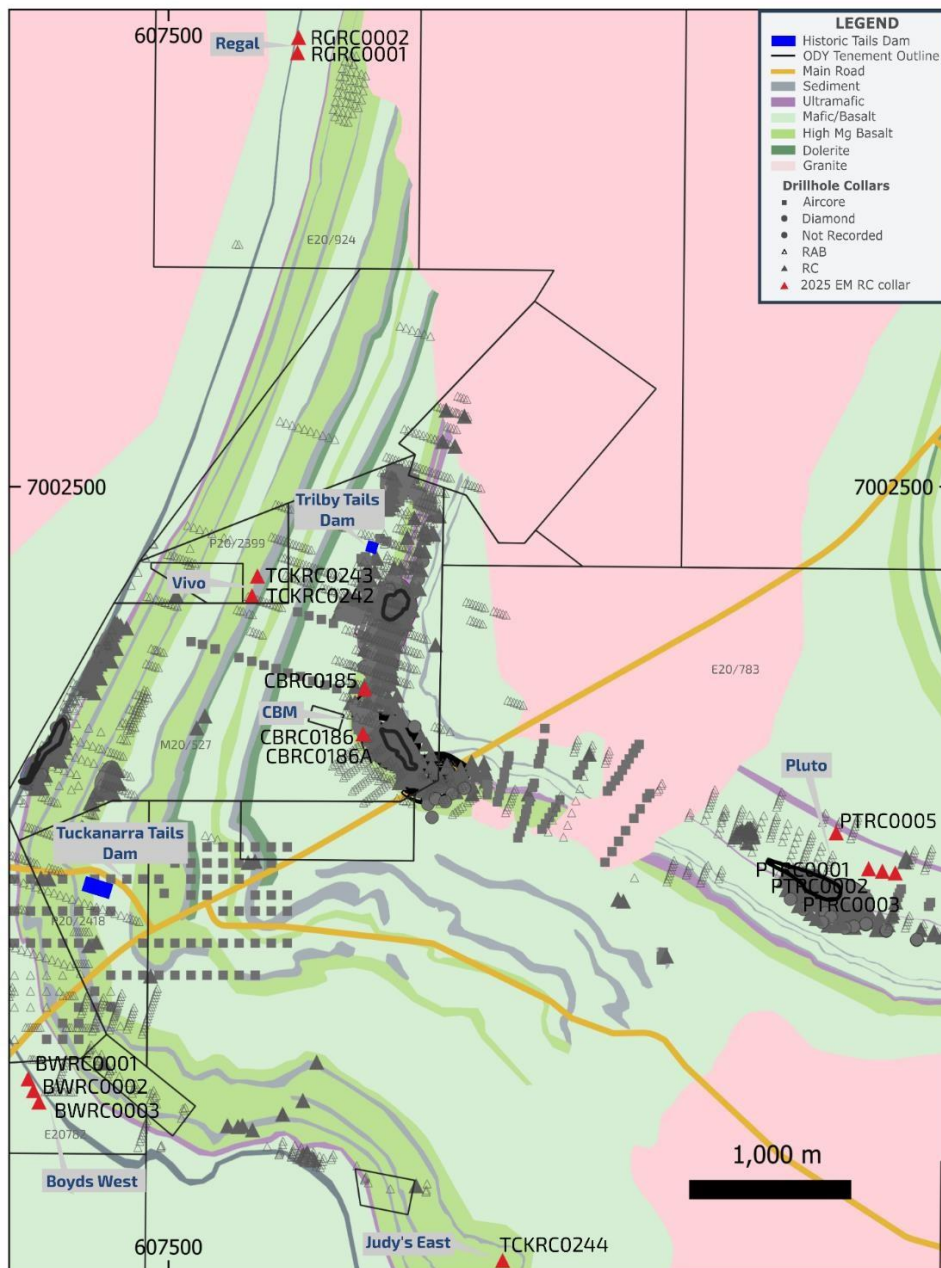 607500
Regal
RGRC0002
RGRC0001
LEGEND
Historic Tails Dam
ODY Tenement Outline
Main Road
Sediment
Ultramafic
Mafic/Basalt
High Mg Basalt
Dolerite
Granite
Drillhole Collars
Aircore
Diamond
Not Recorded
RAB
RC
2025 EM RC collar
E20/924
7002500
7002500
Trilby Tails
Dam
P20/2399
Vivo
TCKRC0243
TCKRC0242
E20/783
CBRC0185
CBM
CBRC0186
CBRC0186A
M20/527
Pluto
PTRC0005
Tuckanarra Tails
Dam
PTRC0001
PTRC0002
PTRC0003
P20/2418
BWRC0001
BWRC0002
BWRC0003
E20782
Boyds West
1,000 m
607500
Judy's East
TCKRC0244